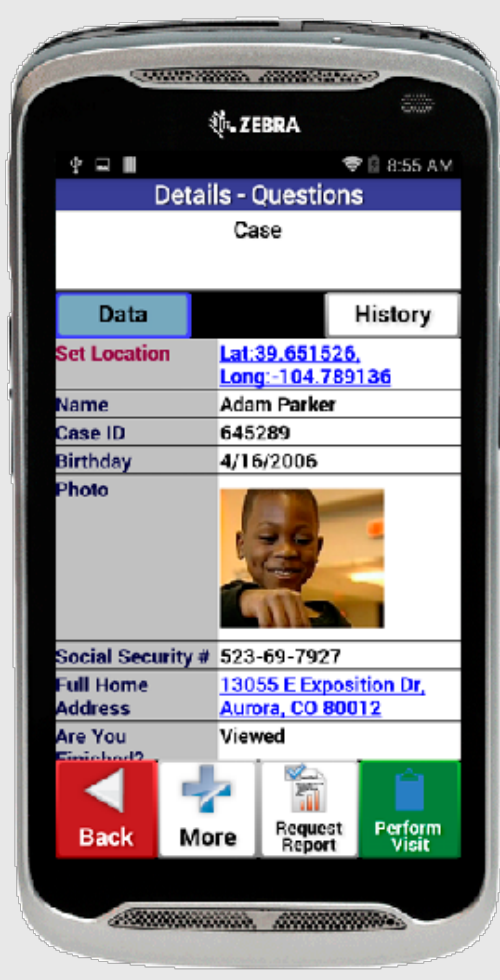 ZEBRA
8:55 AM
Details - Questions
Case
Data History
Set Location Lat:39.651526,
Long:-104.789136
Name Adam Parker
Case ID 645289
Birthday 4/16/2006
Photo
Social Security # 523-69-7927
Full Home 13055 E Exposition Dr,
Address Aurora, CO 80012
Are You Viewed
Finished?
Back More Request Perform
Report Visit